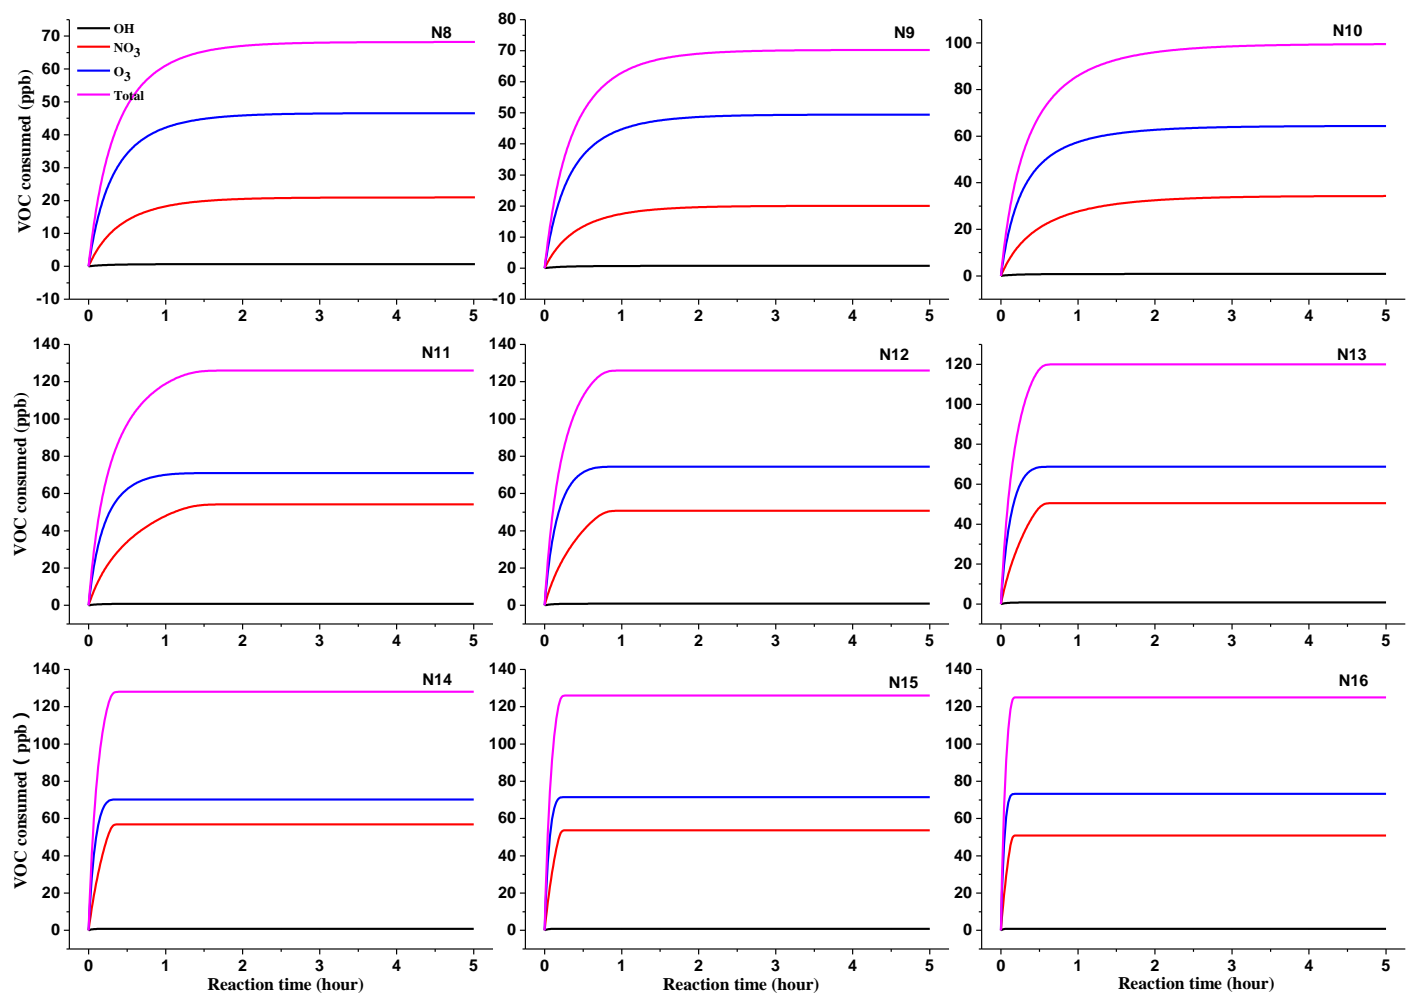 OH
NO3
O3
Total
N8
70
60
50
40
30
20
10
0
-10
VOC consumed (ppb)
0 1 2 3 4 5
N9
80
70
60
50
40
30
20
10
0
-10
0 1 2 3 4 5
N10
100
80
60
40
20
0
0 1 2 3 4 5
N11
140
120
100
80
60
40
20
0
VOC consumed (ppb)
0 1 2 3 4 5
N12
140
120
100
80
60
40
20
0
0 1 2 3 4 5
N13
120
100
80
60
40
20
0
0 1 2 3 4 5
N14
140
120
100
80
60
40
20
0
VOC consumed ( ppb )
0 1 2 3 4 5
Reaction time (hour)
N15
140
120
100
80
60
40
20
0
0 1 2 3 4 5
Reaction time (hour)
N16
140
120
100
80
60
40
20
0
0 1 2 3 4 5
Reaction time (hour)